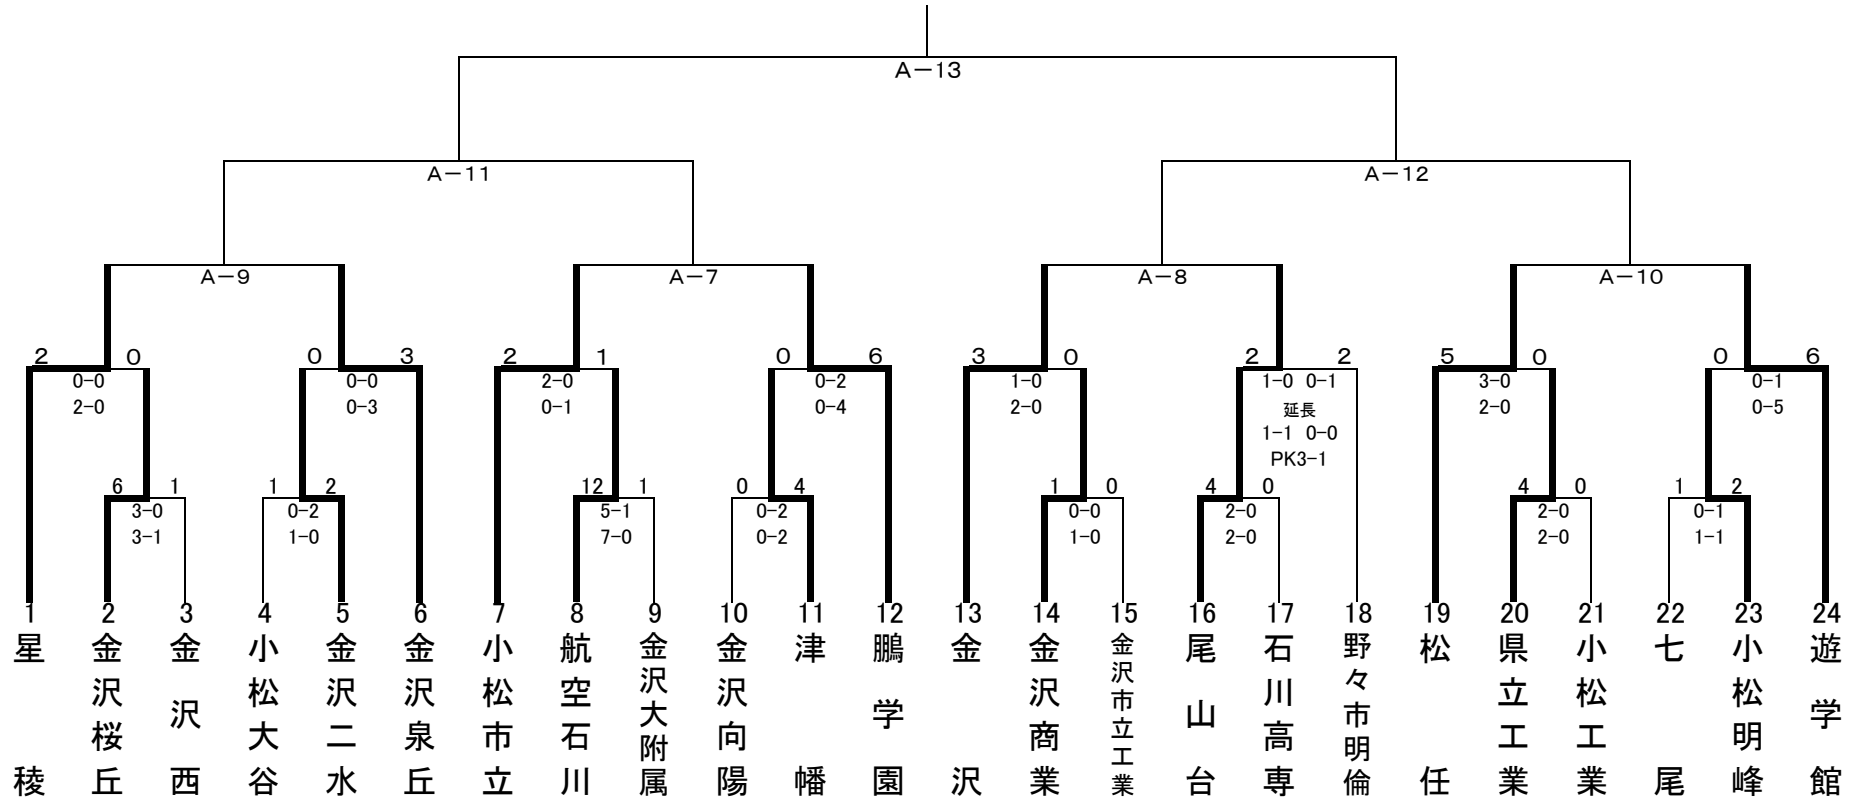 A-13
A-11 A-12
A-9 A-7 A-8 A-10
2 0 0 3 2 1 0 6 3 0 2 2 5 0 0 6
0-0 0-0 2-0 0-2 1-0 1-0 0-1 3-0 0-1
2-0 0-3 0-1 0-4 2-0 延長 2-0 0-5
1-1 0-0
PK3-1
6 1 1 2 12 1 0 4 1 0 4 0 4 0 1 2
3-0 0-2 5-1 0-2 0-0 2-0 2-0 0-1
3-1 1-0 7-0 0-2 1-0 2-0 2-0 1-1
1 2 3 4 5 6 7 8 9 10 11 12 13 14 15 16 17 18 19 20 21 22 23 24
星稜
金沢桜丘
金沢西
小松大谷
金沢二水
金沢泉丘
小松市立
航空石川
金沢大附属
金沢向陽
津幡
鵬学園
金沢
金沢商業
金沢市立工業
尾山台
石川高専
野々市明倫
松任
県立工業
小松工業
七尾
小松明峰
遊学館